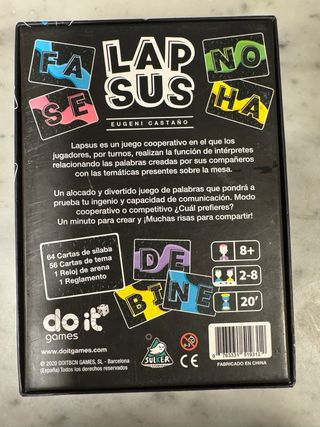 FA
SE
LAP
SUS
NO
HA
EUGENI CASTAÑO
Lapsus es un juego cooperativo en el que los
jugadores, por turnos, realizan la función de intérpretes
relacionando las palabras creadas por sus compañeros
con las temáticas presentes sobre la mesa.
Un alocado y divertido juego de palabras que pondrá a
prueba tu ingenio y capacidad de comunicación. Modo
cooperativo o competitivo ¿Cuál prefieres?
Un minuto para crear y ¡Muchas risas para compartir!
64 Cartas de sílaba
56 Cartas de tema
1 Reloj de arena
1 Reglamento
DE
BI
NE
8+
2-8
20'
do it
games
www.doitgames.com
© 2020 DOITBCN GAMES, SL - Barcelona
(España) Todos los derechos reservados
SULKER
CE
FABRICADO EN CHINA